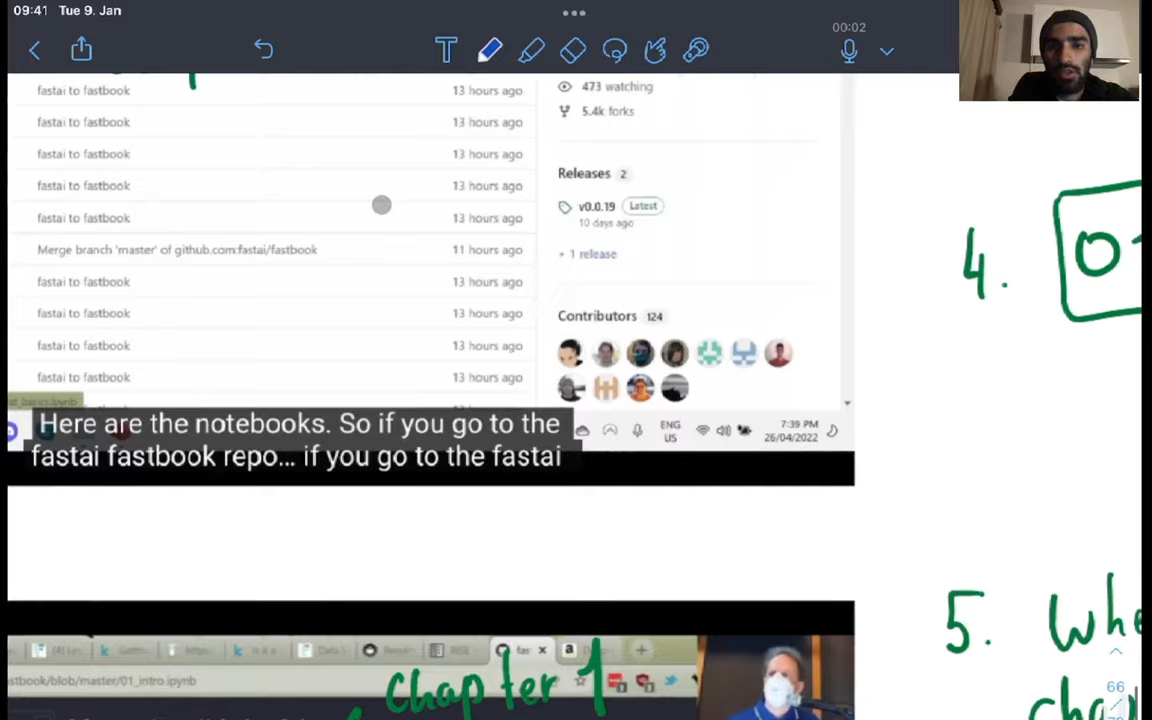 09:41 Tue 9. Jan
00:02
T
fastai to fastbook 13 hours ago
473 watching
fastai to fastbook 13 hours ago
5.4k forks
fastai to fastbook 13 hours ago
Releases 2
fastai to fastbook 13 hours ago
v0.0.19 Latest
fastai to fastbook 13 hours ago
10 days ago
Merge branch 'master' of github.com:fastai/fastbook 11 hours ago
+ 1 release
4.
fastai to fastbook 13 hours ago
fastai to fastbook 13 hours ago
Contributors 124
fastai to fastbook 13 hours ago
fastai to fastbook 13 hours ago
Here are the notebooks. So if you go to the
fastai fastbook repo... if you go to the fastai
ENG
US
7:39 PM
26/04/2022
5.
chapter 1
stbook/blob/master/01_intro.ipynb
66